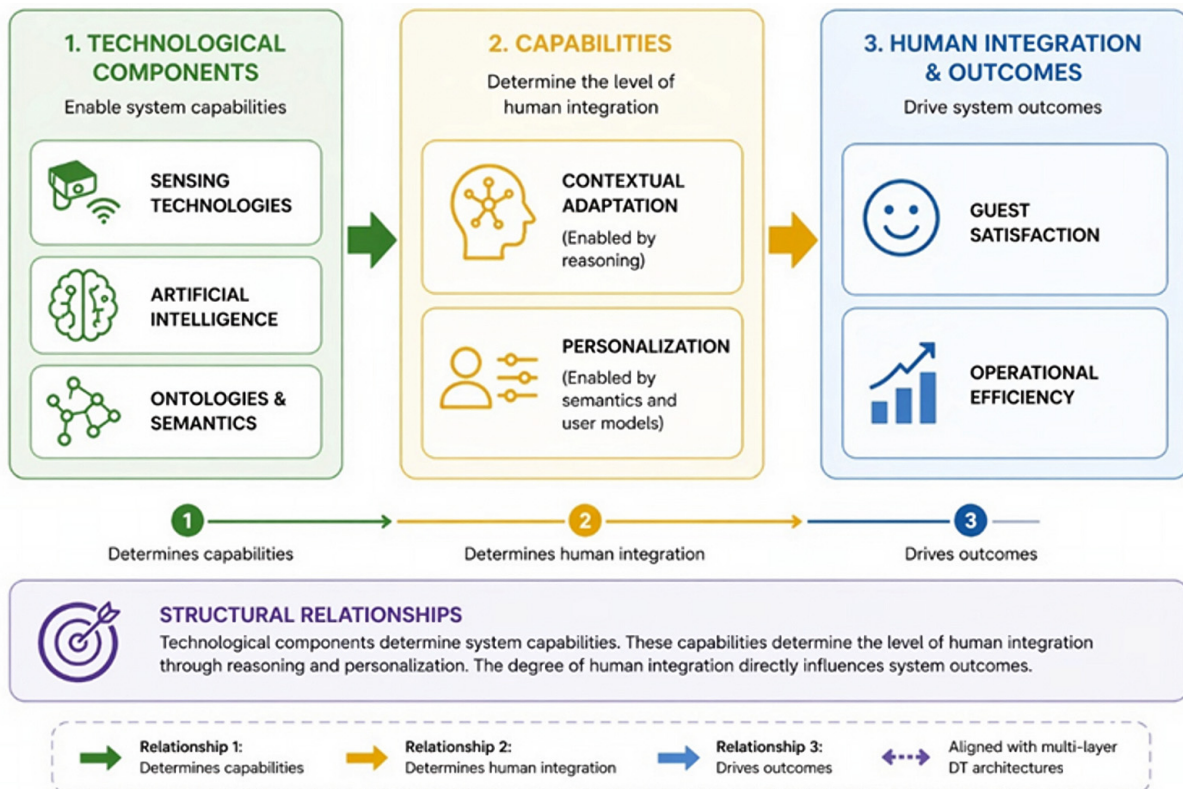 1. TECHNOLOGICAL
COMPONENTS
Enable system capabilities
SENSING
TECHNOLOGIES
ARTIFICIAL
INTELLIGENCE
ONTOLOGIES &
SEMANTICS
2. CAPABILITIES
Determine the level of
human integration
CONTEXTUAL
ADAPTATION
(Enabled by
reasoning)
PERSONALIZATION
(Enabled by
semantics and
user models)
3. HUMAN INTEGRATION
& OUTCOMES
Drive system outcomes
GUEST
SATISFACTION
OPERATIONAL
EFFICIENCY
1
Determines capabilities
2
Determines human integration
3
Drives outcomes
STRUCTURAL RELATIONSHIPS
Technological components determine system capabilities. These capabilities determine the level of human integration
through reasoning and personalization. The degree of human integration directly influences system outcomes.
Relationship 1:
Determines capabilities
Relationship 2:
Determines human integration
Relationship 3:
Drives outcomes
Aligned with multi-layer
DT architectures